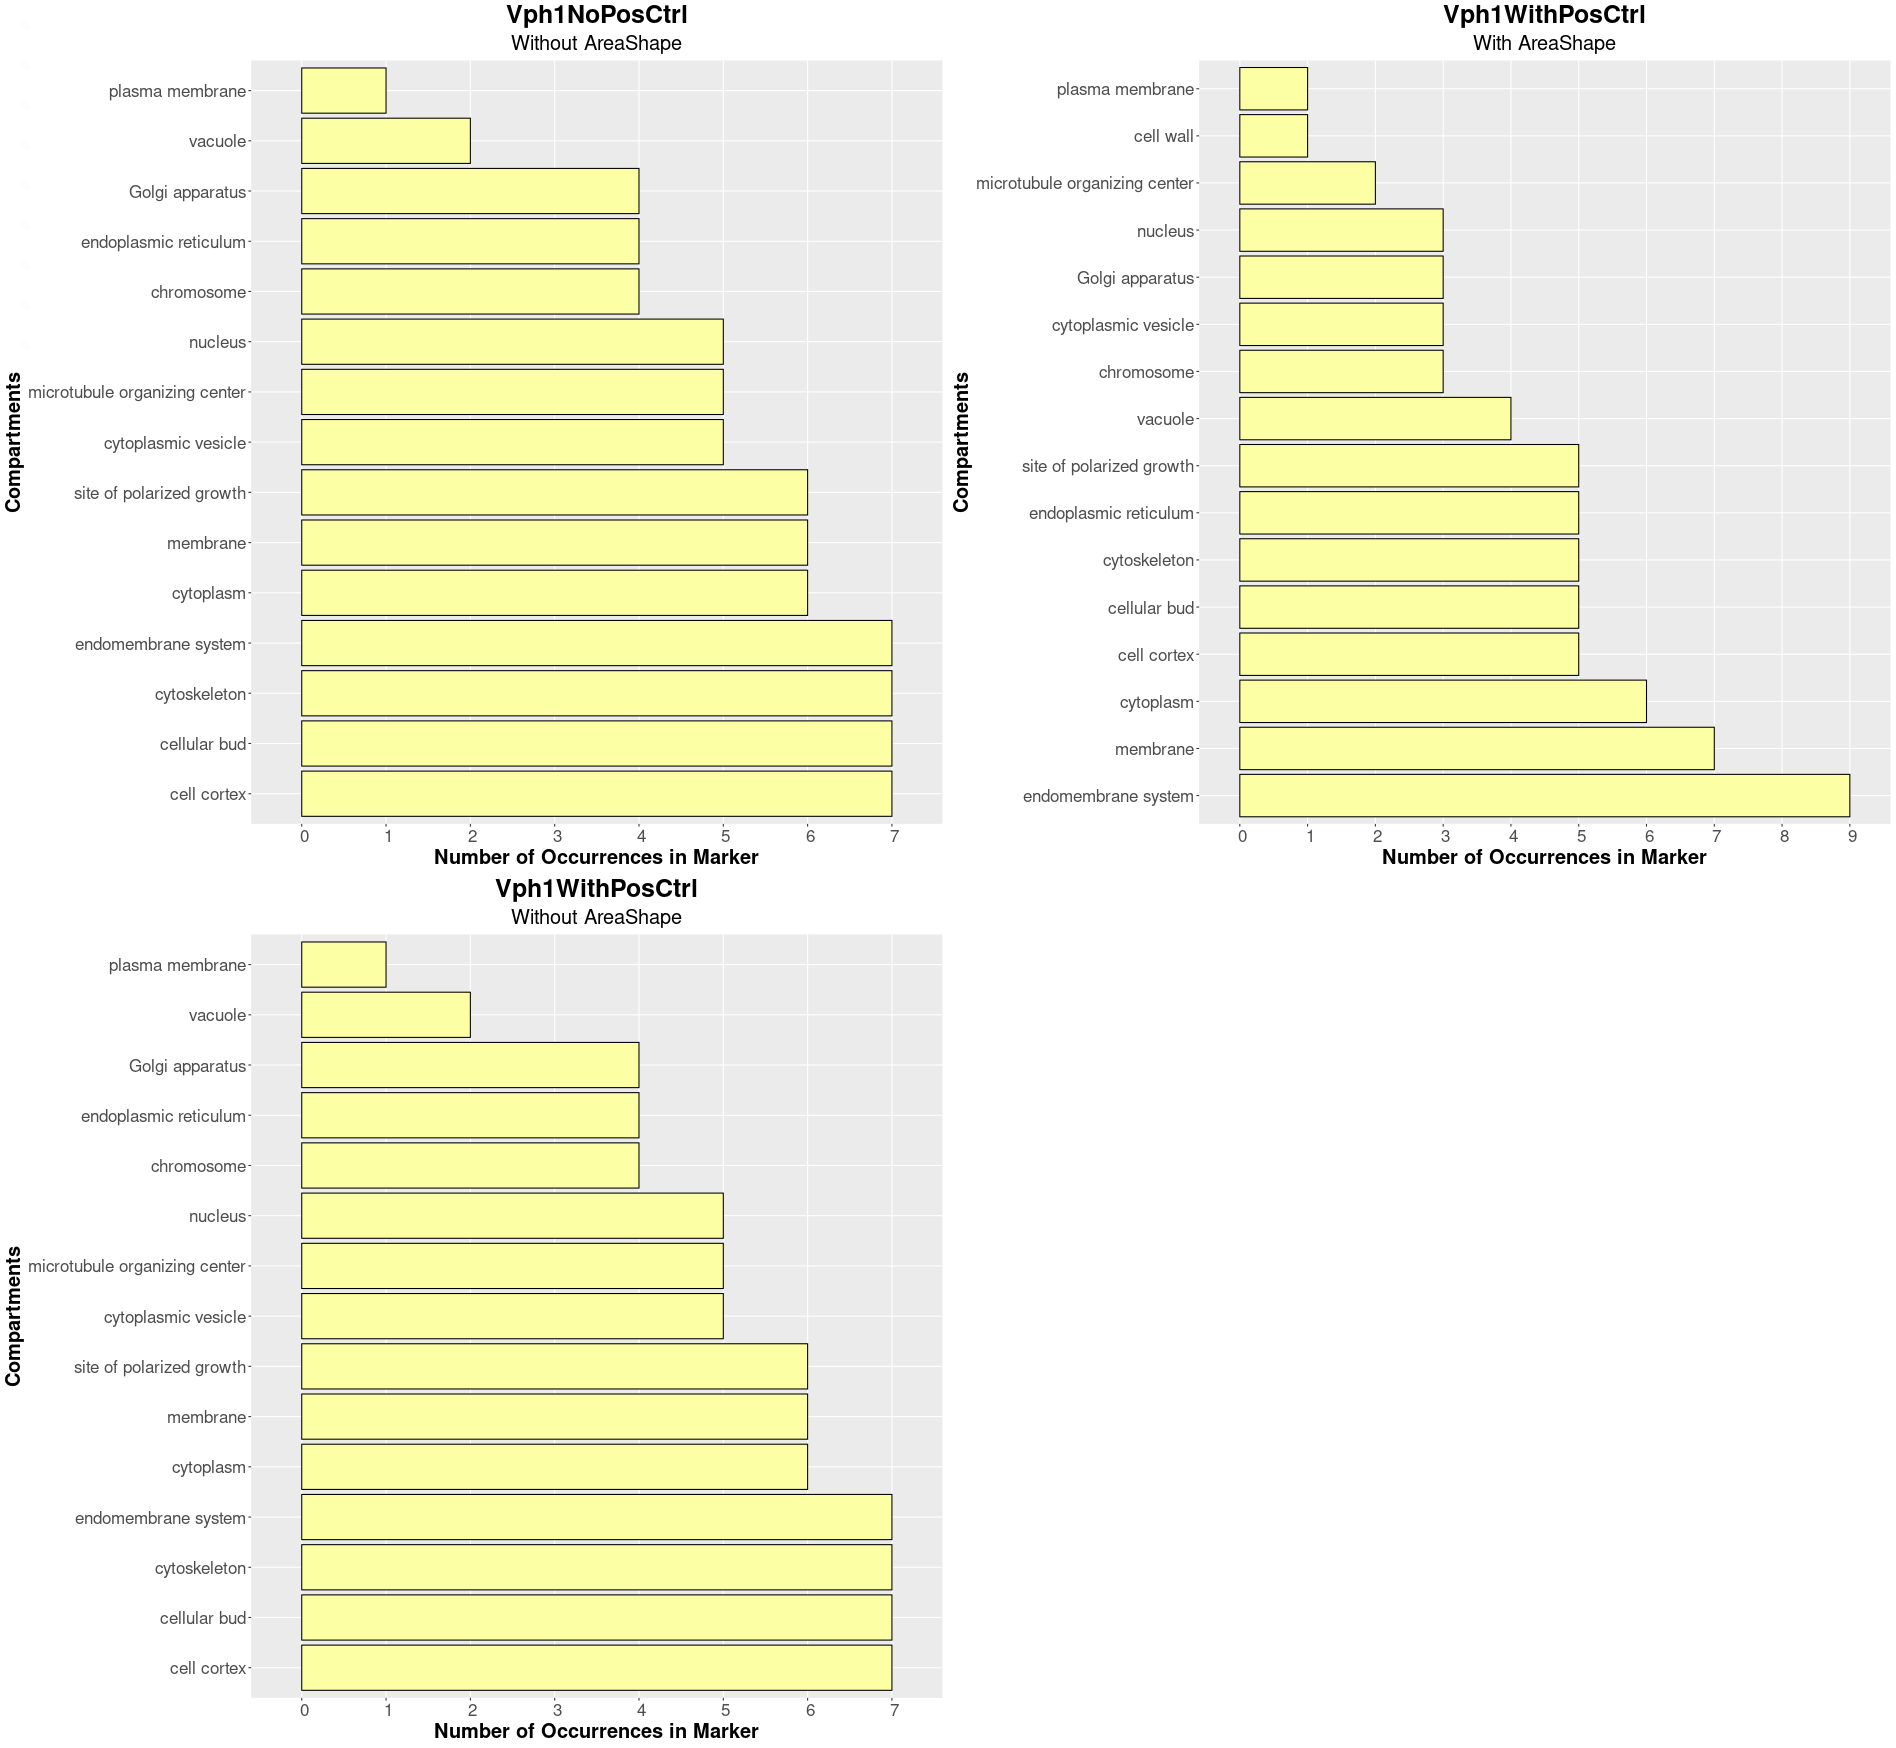 Vph1NoPosCtrl
Without AreaShape
Compartments
plasma membrane
vacuole
Golgi apparatus
endoplasmic reticulum
chromosome
nucleus
microtubule organizing center
cytoplasmic vesicle
site of polarized growth
membrane
cytoplasm
endomembrane system
cytoskeleton
cellular bud
cell cortex
0 1 2 3 4 5 6 7
Number of Occurrences in Marker
Vph1WithPosCtrl
With AreaShape
Compartments
plasma membrane
cell wall
microtubule organizing center
nucleus
Golgi apparatus
cytoplasmic vesicle
chromosome
vacuole
site of polarized growth
endoplasmic reticulum
cytoskeleton
cellular bud
cell cortex
cytoplasm
membrane
endomembrane system
0 1 2 3 4 5 6 7 8 9
Number of Occurrences in Marker
Vph1WithPosCtrl
Without AreaShape
Compartments
plasma membrane
vacuole
Golgi apparatus
endoplasmic reticulum
chromosome
nucleus
microtubule organizing center
cytoplasmic vesicle
site of polarized growth
membrane
cytoplasm
endomembrane system
cytoskeleton
cellular bud
cell cortex
0 1 2 3 4 5 6 7
Number of Occurrences in Marker